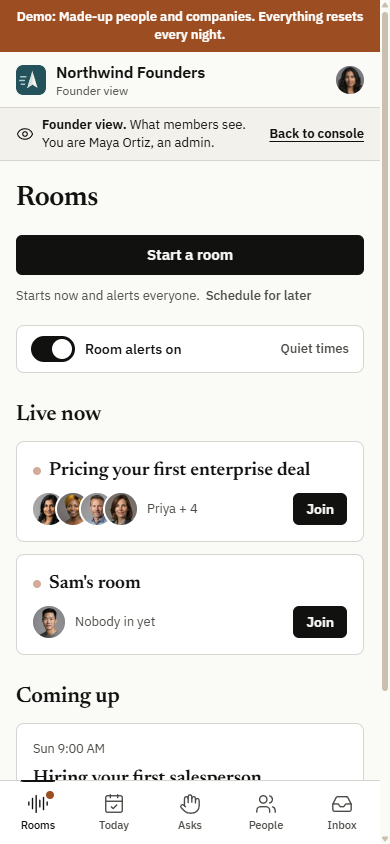 Demo: Made-up people and companies. Everything resets
every night.
Northwind Founders
Founder view
Founder view. What members see.
You are Maya Ortiz, an admin.
Back to console
Rooms
Start a room
Starts now and alerts everyone. Schedule for later
Room alerts on
Quiet times
Live now
Pricing your first enterprise deal
Priya + 4
Join
Sam's room
Nobody in yet
Join
Coming up
Sun 9:00 AM
Hiring your first salesperson
Rooms
Today
Asks
People
Inbox